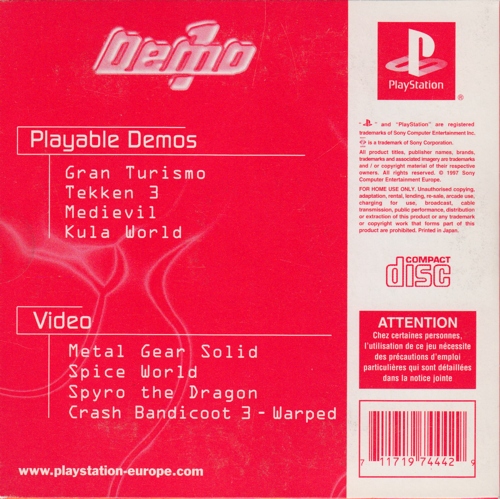 Demo 1
PlayStation
®
Playable Demos
Gran Turismo
Tekken 3
Medievil
Kula World
Video
Metal Gear Solid
Spice World
Spyro the Dragon
Crash Bandicoot 3 - Warped
www.playstation-europe.com
" " and "PlayStation" are registered
trademarks of Sony Computer Entertainment Inc.
is a trademark of Sony Corporation.
All product titles, publisher names, brands,
trademarks and associated imagery are trademarks
and / or copyright material of their respective
owners. All rights reserved. © 1997 Sony
Computer Entertainment Europe.
FOR HOME USE ONLY. Unauthorised copying,
adaptation, rental, lending, re-sale, arcade use,
charging for use, broadcast, cable
transmission, public performance, distribution
or extraction of this product or any trademark
or copyright work that forms part of this
product are prohibited. Printed in Japan.
COMPACT
disc
ATTENTION
Chez certaines personnes,
l'utilisation de ce jeu nécessite
des précautions d'emploi
particulières qui sont détaillées
dans la notice jointe
7 11719 74442 9